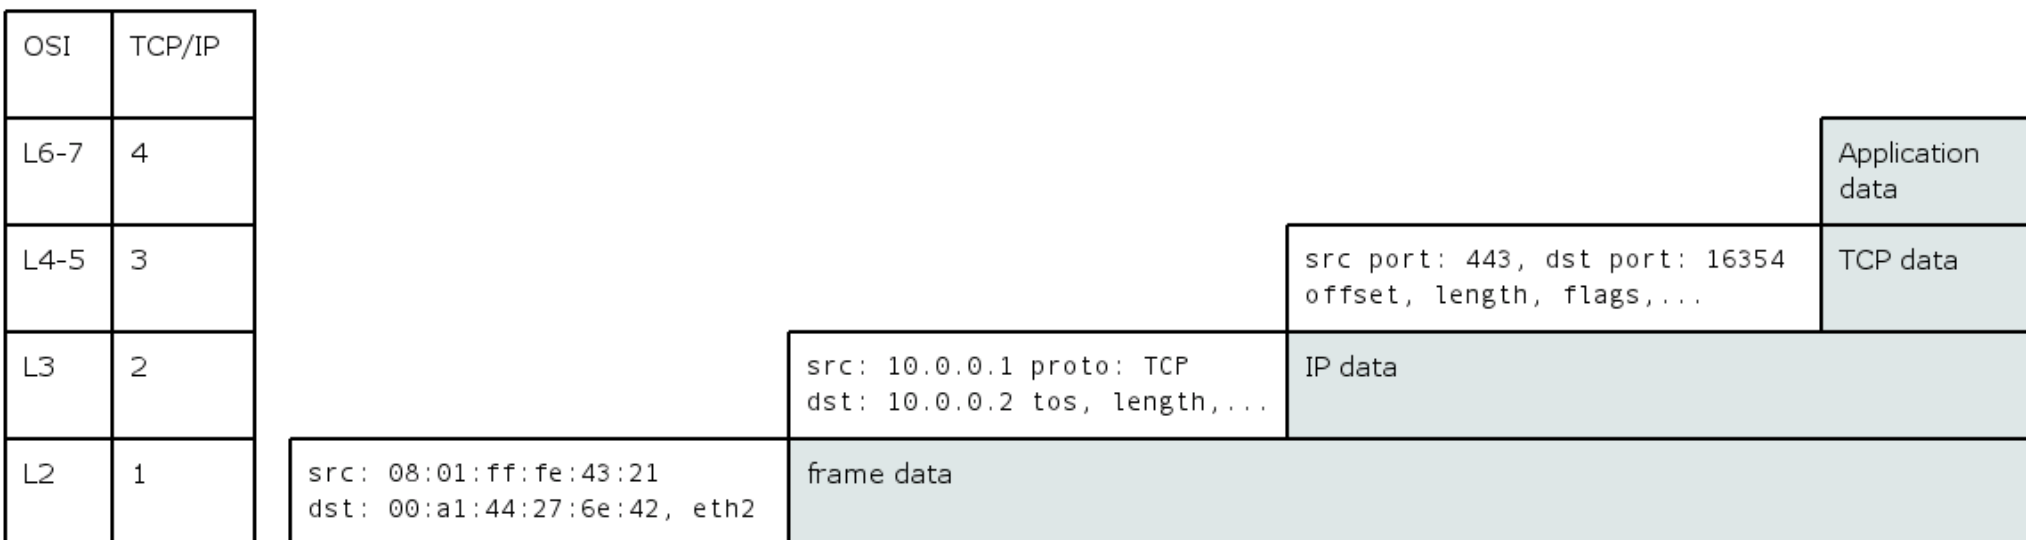 OSI TCP/IP
L6-7 4 Application
data
L4-5 3 src port: 443, dst port: 16354 TCP data
offset, length, flags,...
L3 2 src: 10.0.0.1 proto: TCP IP data
dst: 10.0.0.2 tos, length,...
L2 1 src: 08:01:ff:fe:43:21 frame data
dst: 00:a1:44:27:6e:42, eth2